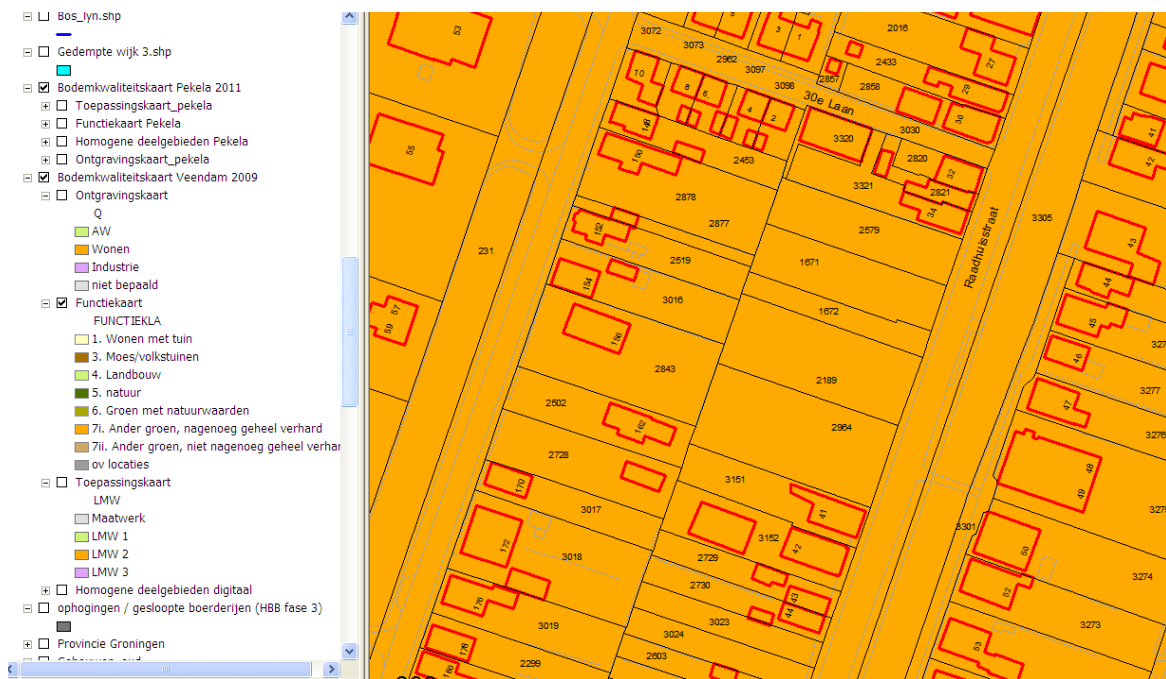 Bos_lyn.shp
Gedempte wijk 3.shp
Bodemkwaliteitskaart Pekela 2011
Toepassingskaart_pekela
Functiekaart Pekela
Homogene deelgebieden Pekela
Ontgravingskaart_pekela
Bodemkwaliteitskaart Veendam 2009
Ontgravingskaart
Q
AW
Wonen
Industrie
niet bepaald
Functiekaart
FUNCTIEKLA
1. Wonen met tuin
3. Moes/volkstuinen
4. Landbouw
5. natuur
6. Groen met natuurwaarden
7i. Ander groen, nagenoeg geheel verhard
7ii. Ander groen, niet nagenoeg geheel verhar
ov locaties
Toepassingskaart
LMW
Maatwerk
LMW 1
LMW 2
LMW 3
Homogene deelgebieden digitaal
ophogingen / gesloopte boerderijen (HBB fase 3)
Provincie Groningen
53
3072
3073
2962
3097
3098
3
1
2857
2016
2433
2858
27
29
30
10
8
6
4
2
30e Laan
3320
3030
148
150
2453
2820
32
2821
34
3321
41
42
55
2878
2877
2579
3305
Raadhuisstraat
43
231
152
2519
1671
44
154
3016
1672
45
57
59
156
46
2843
2189
3277
2502
162
2964
47
3276
2728
48
49
170
3151
3017
41
172
3152
42
3301
50
3018
2729
3274
2730
43
44
52
176
3019
3023
3024
3273
178
2603
2299
53
180